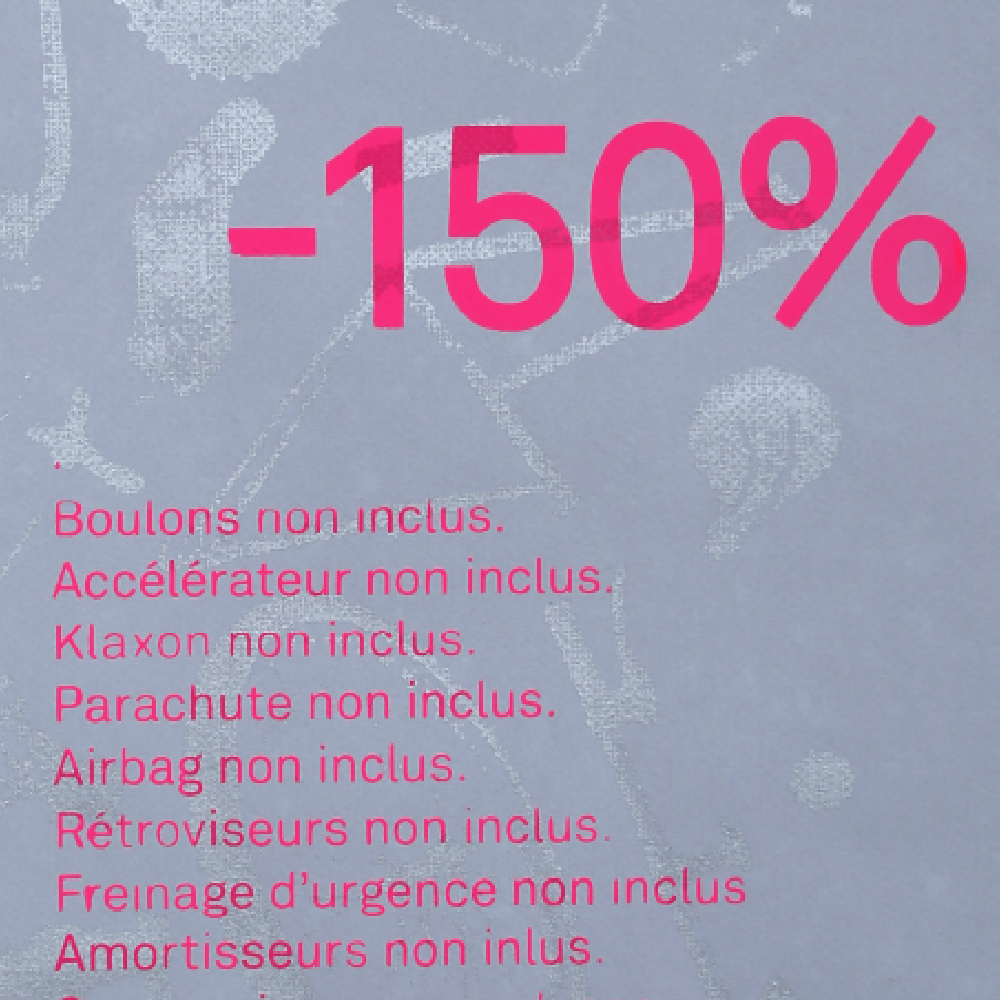 -150%
Boulons non inclus.
Accélérateur non inclus.
Klaxon non inclus.
Parachute non inclus.
Airbag non inclus.
Rétroviseurs non inclus.
Freinage d’urgence non inclus
Amortisseurs non inlus.